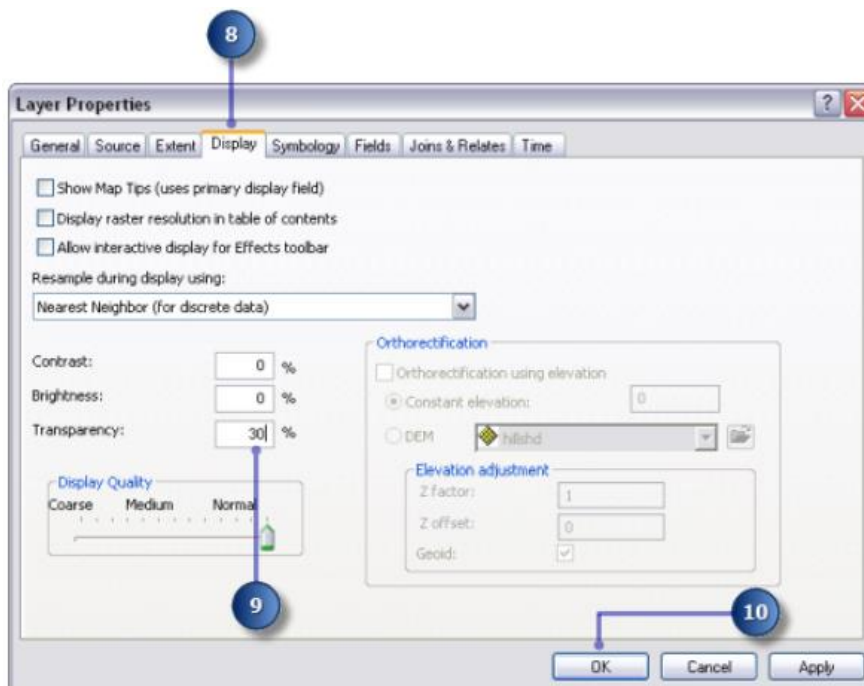 8
Layer Properties
General Source Extent Display Symbology Fields Joins & Relates Time
Show Map Tips (uses primary display field)
Display raster resolution in table of contents
Allow interactive display for Effects toolbar
Resample during display using:
Nearest Neighbor (for discrete data)
Contrast: 0 %
Brightness: 0 %
Transparency: 30 %
Display Quality
Coarse Medium Normal
9
Orthorectification
Orthorectification using elevation
Constant elevation: 0
DEM hillshd
Elevation adjustment
Z factor: 1
Z offset: 0
Geoid:
10
OK Cancel Apply